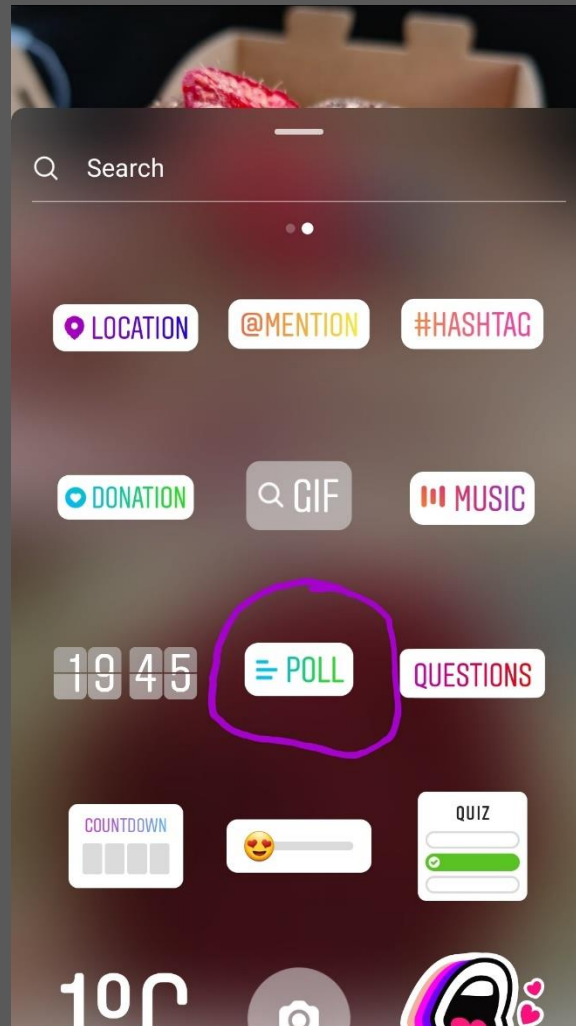 Search
LOCATION
@MENTION
#HASHTAG
DONATION
GIF
MUSIC
19 45
POLL
QUESTIONS
COUNTDOWN
QUIZ
1°C